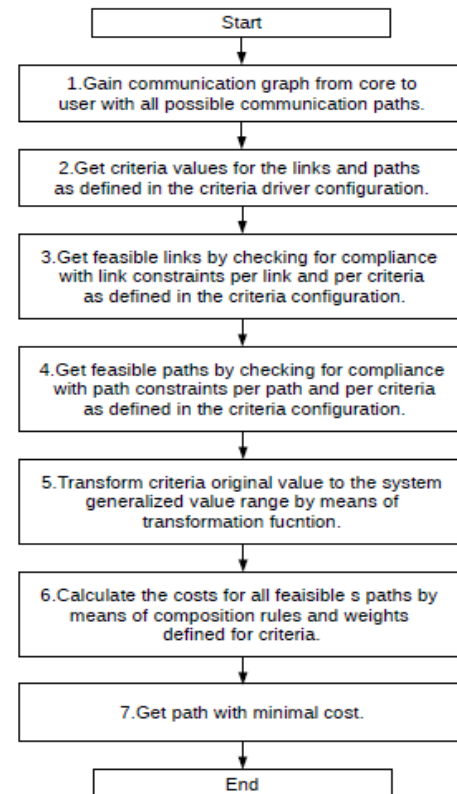 Start
1.Gain communication graph from core to
user with all possible communication paths.
2.Get criteria values for the links and paths
as defined in the criteria driver configuration.
3.Get feasible links by checking for compliance
with link constraints per link and per criteria
as defined in the criteria configuration.
4.Get feasible paths by checking for compliance
with path constraints per path and per criteria
as defined in the criteria configuration.
5.Transform criteria original value to the system
generalized value range by means of
transformation fucntion.
6.Calculate the costs for all feaisible s paths by
means of composition rules and weights
defined for criteria.
7.Get path with minimal cost.
End